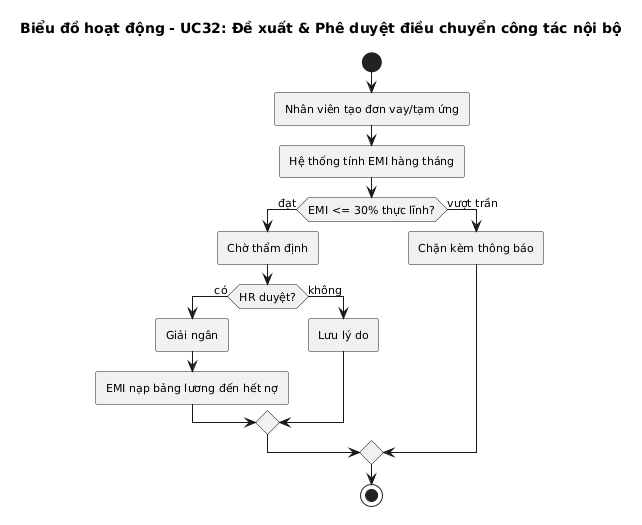 Biểu đồ hoạt động - UC32: Đề xuất & Phê duyệt điều chuyển công tác nội bộ
Nhân viên tạo đơn vay/tạm ứng
Hệ thống tính EMI hàng tháng
đạt
EMI <= 30% thực lĩnh?
vượt trần
Chờ thẩm định
Chặn kèm thông báo
có
HR duyệt?
không
Giải ngân
Lưu lý do
EMI nạp bảng lương đến hết nợ